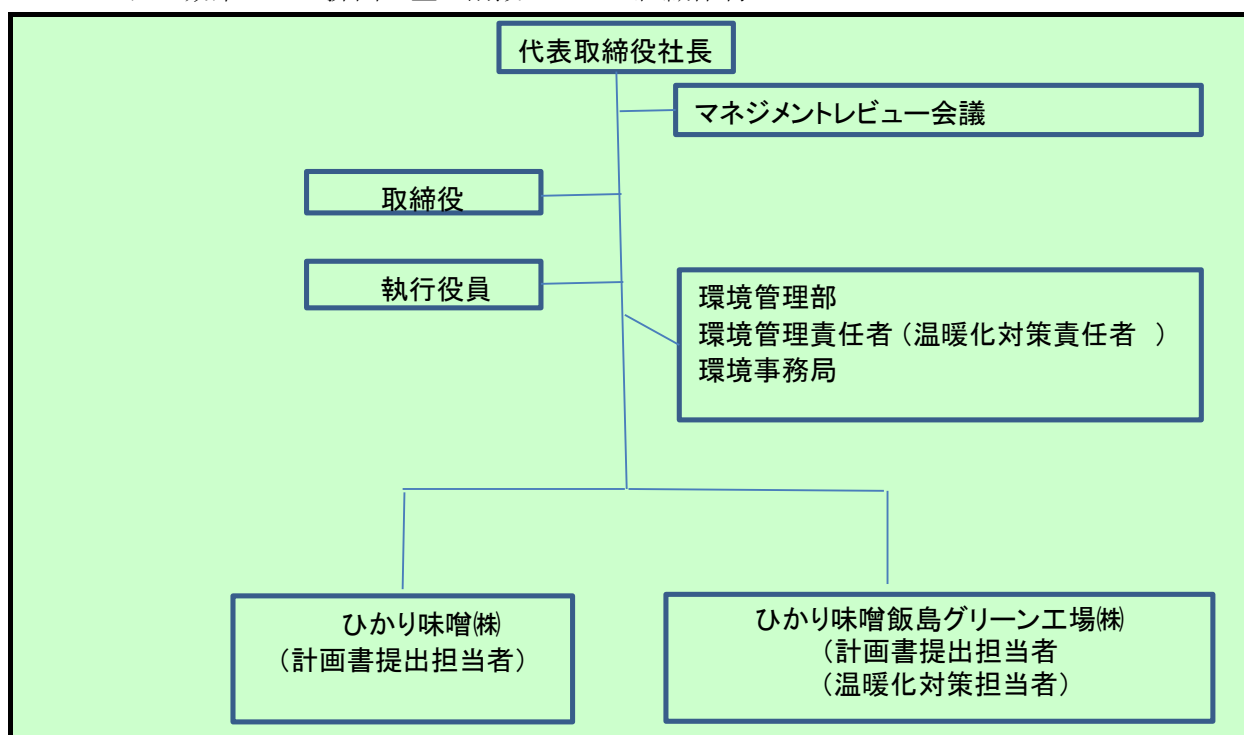 代表取締役社長
マネジメントレビュー会議
取締役
執行役員
環境管理部
環境管理責任者（温暖化対策責任者　）
環境事務局
ひかり味噌㈱
（計画書提出担当者）
ひかり味噌飯島グリーン工場㈱
（計画書提出担当者
（温暖化対策担当者）